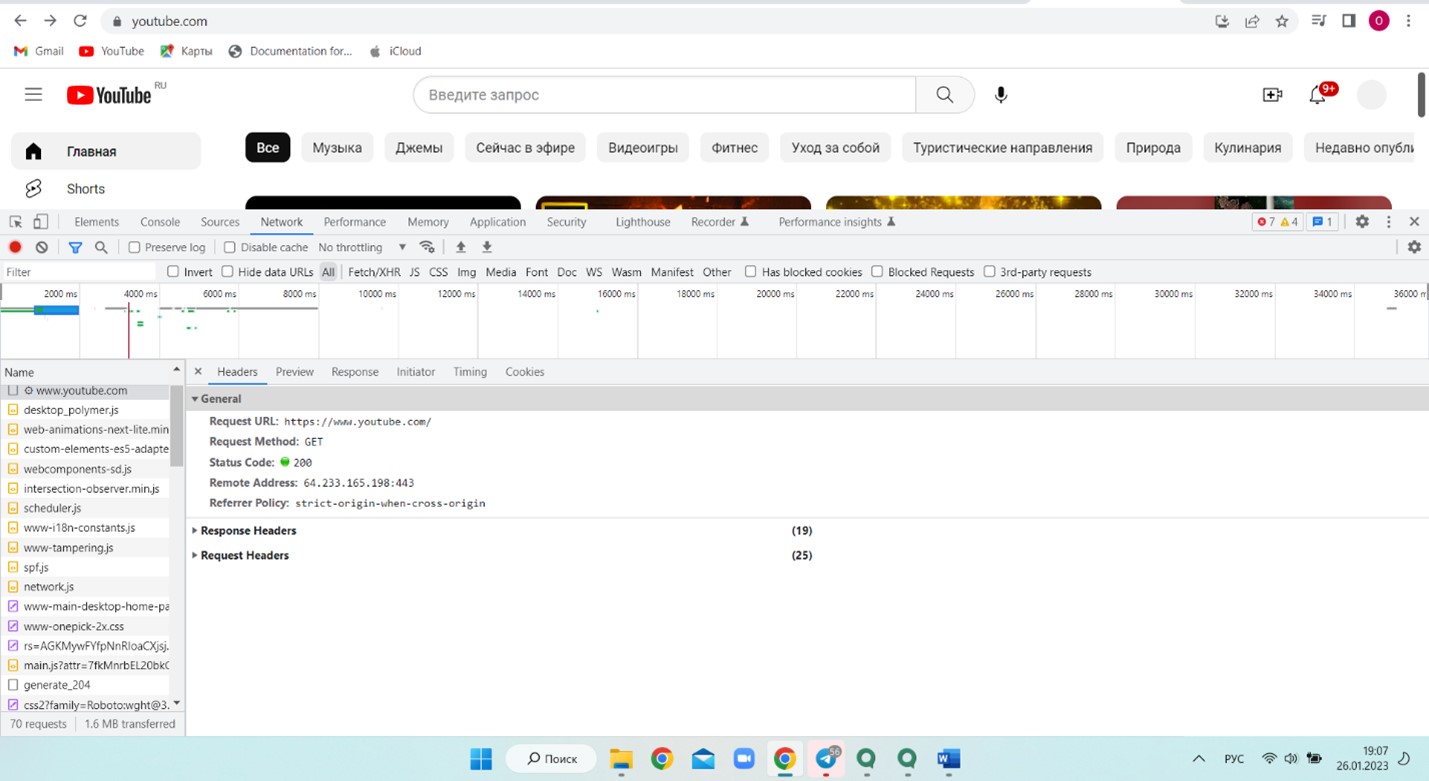 youtube.com
O
Gmail YouTube Карты Documentation for... iCloud
YouTube RU
Введите запрос
9+
Главная
Все Музыка Джемы Сейчас в эфире Видеоигры Фитнес Уход за собой Туристические направления Природа Кулинария Недавно опубли
Shorts
Elements Console Sources Network Performance Memory Application Security Lighthouse Recorder Performance insights 7 4 1
Preserve log Disable cache No throttling
Filter Invert Hide data URLs All Fetch/XHR JS CSS Img Media Font Doc WS Wasm Manifest Other Has blocked cookies Blocked Requests 3rd-party requests
2000 ms 4000 ms 6000 ms 8000 ms 10000 ms 12000 ms 14000 ms 16000 ms 18000 ms 20000 ms 22000 ms 24000 ms 26000 ms 28000 ms 30000 ms 32000 ms 34000 ms 36000 m
Name
Headers Preview Response Initiator Timing Cookies
www.youtube.com
desktop_polymer.js
web-animations-next-lite.min
custom-elements-es5-adapte
webcomponents-sd.js
intersection-observer.min.js
scheduler.js
www-i18n-constants.js
www-tampering.js
spf.js
network.js
www-main-desktop-home-pa
www-onepick-2x.css
rs=AGKMywFYfpNnRIoaCXjsj.
main.js?attr=7fkMnrbEL20bkG
generate_204
css2?family=Roboto:wght@3.
70 requests 1.6 MB transferred
General
Request URL: https://www.youtube.com/
Request Method: GET
Status Code: 200
Remote Address: 64.233.165.198:443
Referrer Policy: strict-origin-when-cross-origin
Response Headers (19)
Request Headers (25)
Поиск
56
РУС
19:07
26.01.2023